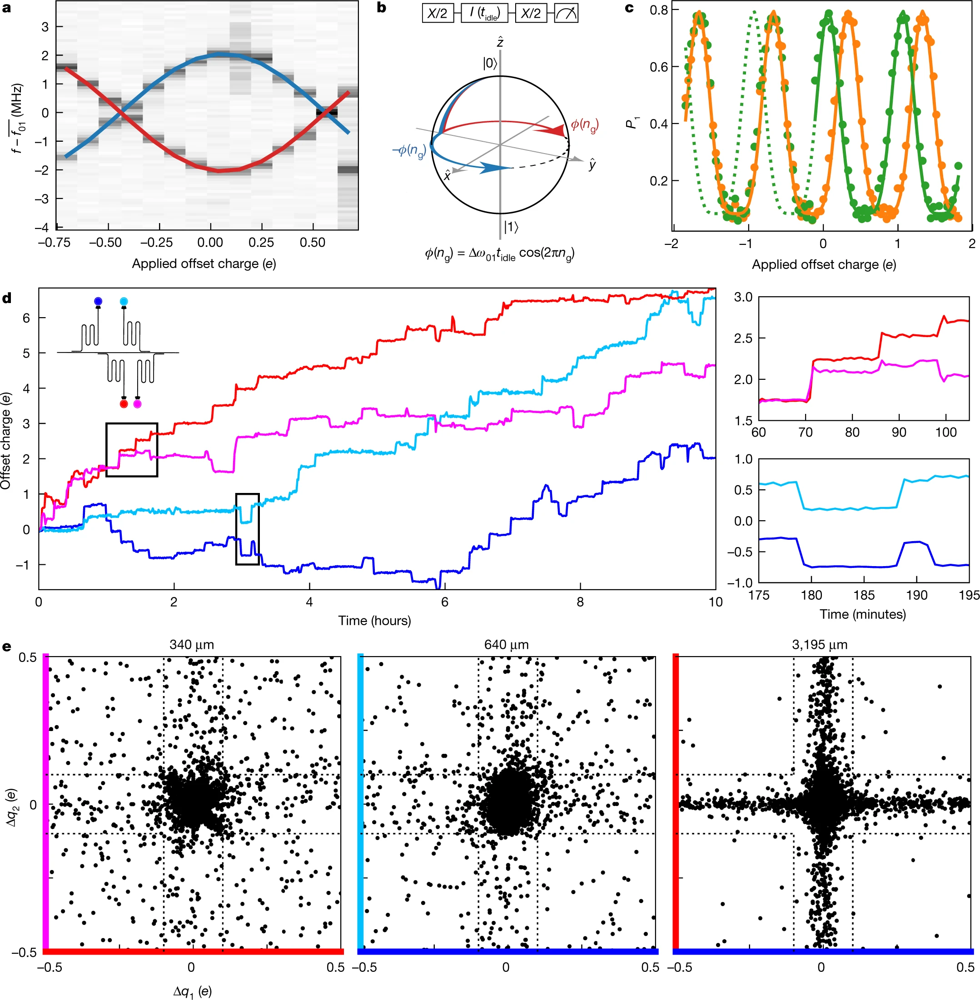 a
3
2
1
0
−1
−2
−3
−4
f − f01 (MHz)
−0.75 −0.50 −0.25 0.00 0.25 0.50
Applied offset charge (e)
b
X/2 I (tidle) X/2
ẑ
|0⟩
ϕ(ng)
−ϕ(ng)
x̂
ŷ
|1⟩
ϕ(ng) = Δω01tidle cos(2πng)
c
0.8
0.6
0.4
0.2
P1
−2 −1 0 1 2
Applied offset charge (e)
d
6
5
4
3
2
1
0
−1
Offset charge (e)
0 2 4 6 8 10
Time (hours)
3.0
2.5
2.0
1.5
60 70 80 90 100
1.0
0.5
0.0
−0.5
−1.0
175 180 185 190 195
Time (minutes)
e
340 μm 640 μm 3,195 μm
0.5
0
−0.5
Δq2 (e)
−0.5 0 0.5 −0.5 0 0.5 −0.5 0 0.5
Δq1 (e)